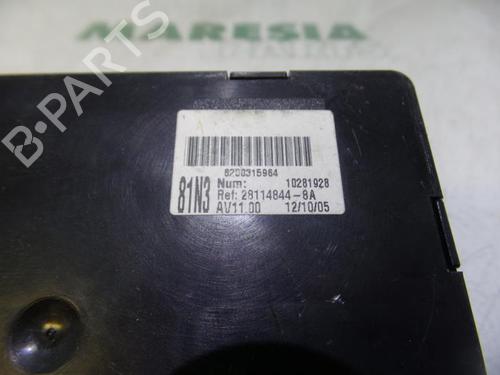 MARESIA
B-PARTS
8200315964
81N3
Num: 10281928
Ref: 28114844-8A
AV11.00 12/10/05